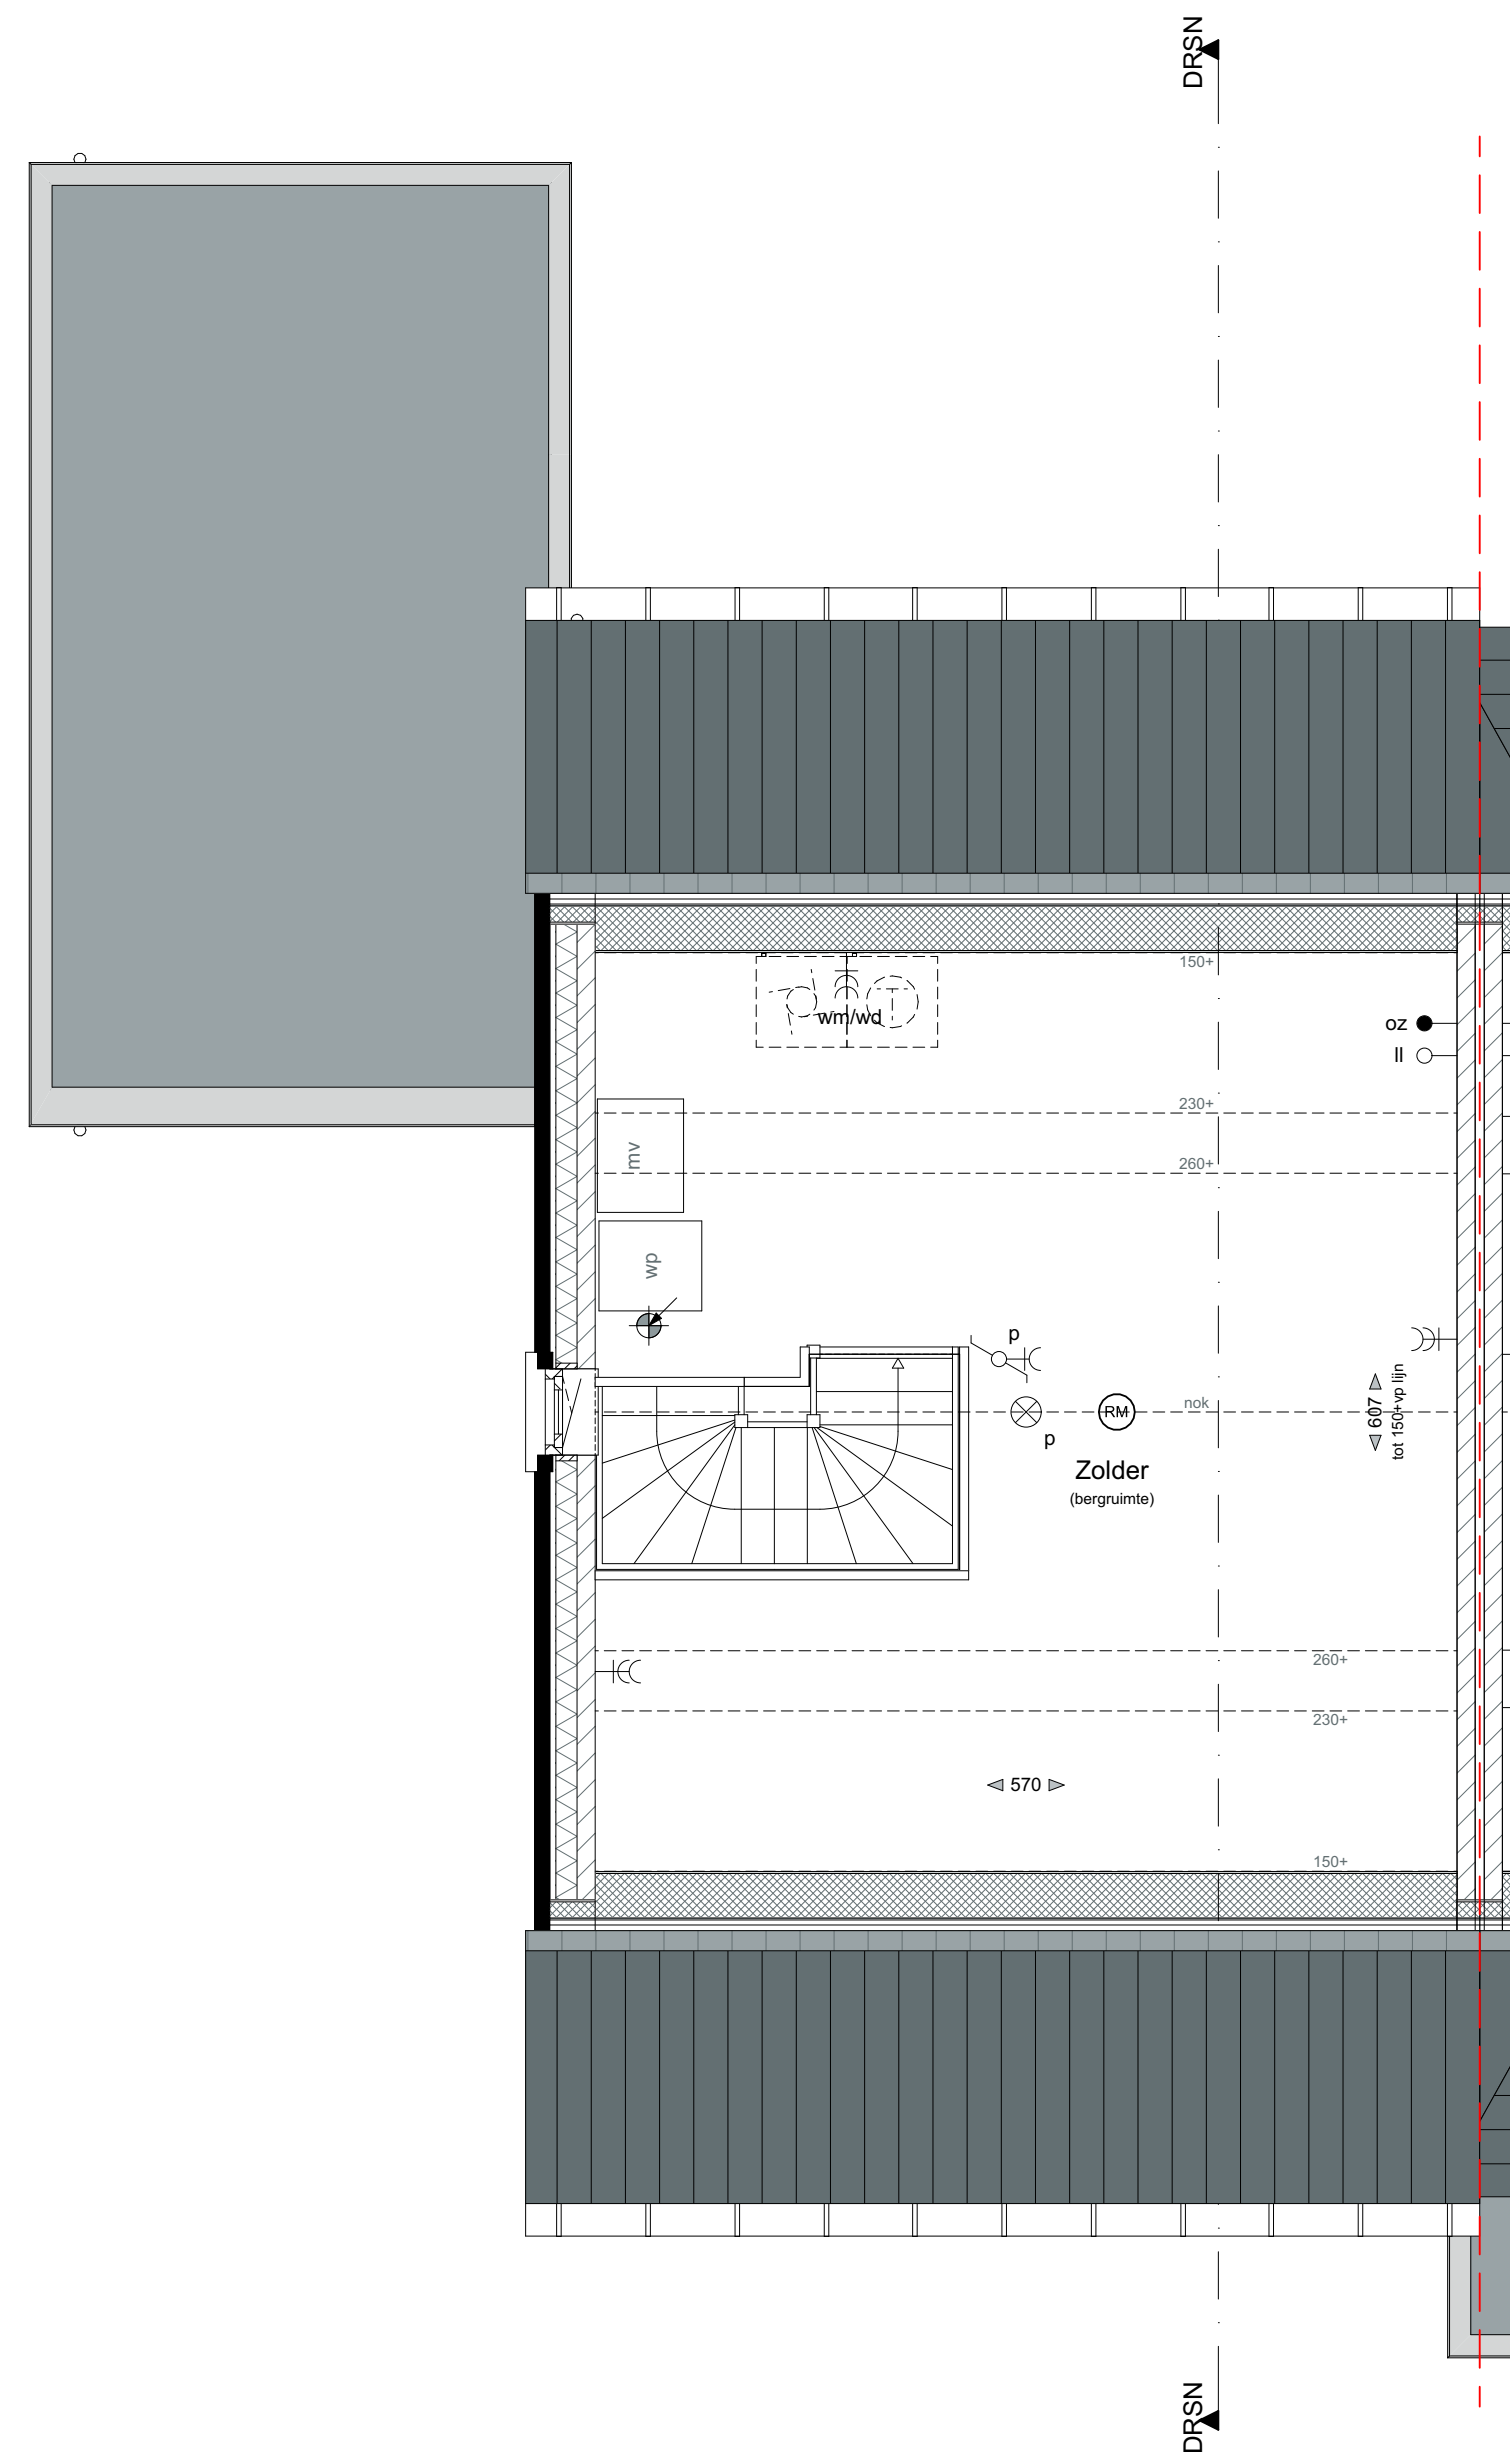 DRSN
150+
wm/wd
oz
ll
230+
mv
260+
wp
p
nok
RM
p
607
tot 150+vp lijn
Zolder
(bergruimte)
260+
230+
570
150+
DRSN